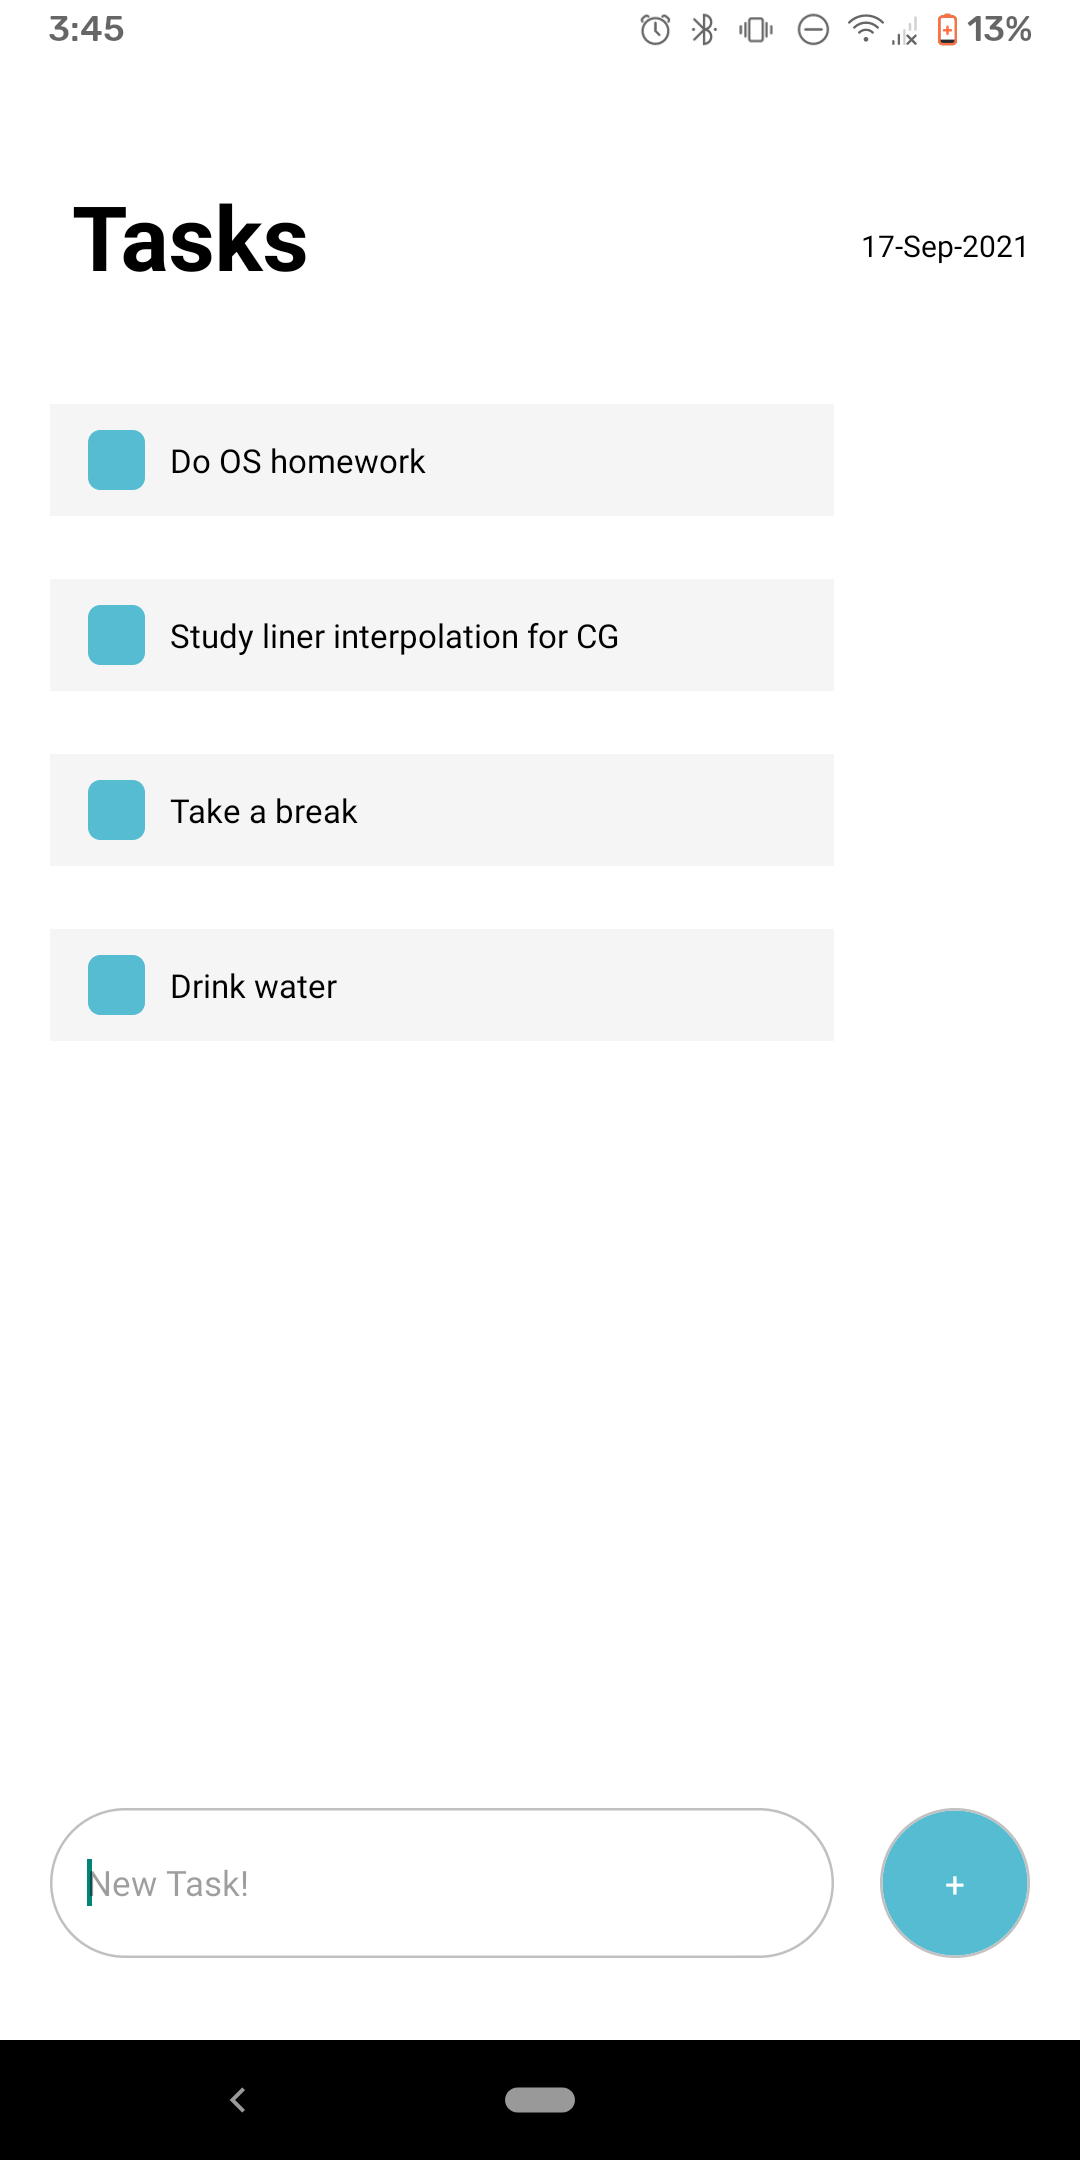 3:45 13%
Tasks 17-Sep-2021
Do OS homework
Study liner interpolation for CG
Take a break
Drink water
New Task! +